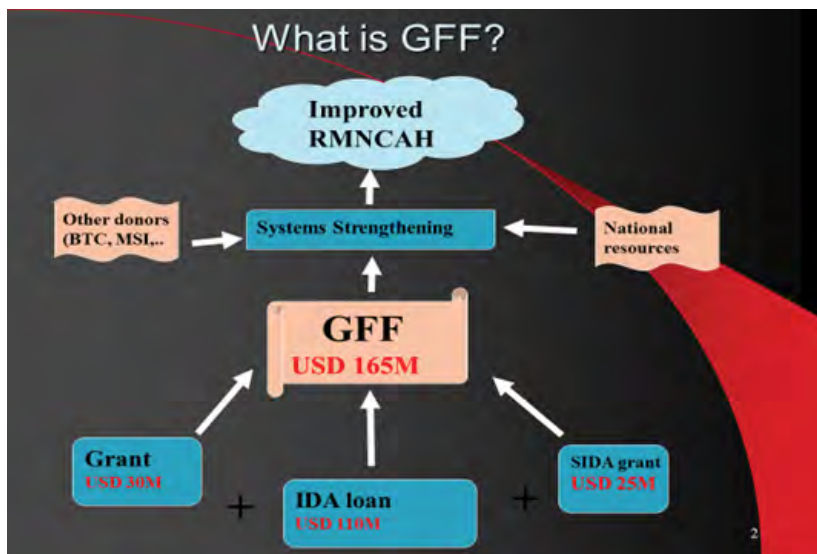 What is GFF?
Improved
RMNCAH
Other donors
(BTC, MSI,..
Systems Strengthening
National
resources
GFF
USD 165M
Grant
USD 30M
+
IDA loan
USD 110M
+
SIDA grant
USD 25M
2